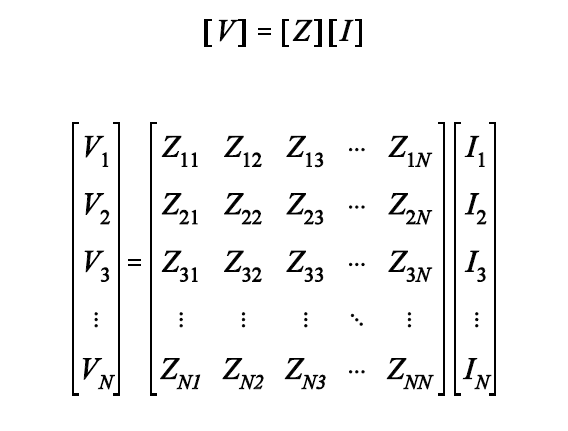 [V] = [Z][I]
V₁ Z₁₁ Z₁₂ Z₁₃ ⋯ Z₁N I₁
V₂ Z₂₁ Z₂₂ Z₂₃ ⋯ Z₂N I₂
V₃ = Z₃₁ Z₃₂ Z₃₃ ⋯ Z₃N I₃
⋮ ⋮ ⋮ ⋮ ⋱ ⋮ ⋮
VN ZN1 ZN2 ZN3 ⋯ ZNN IN